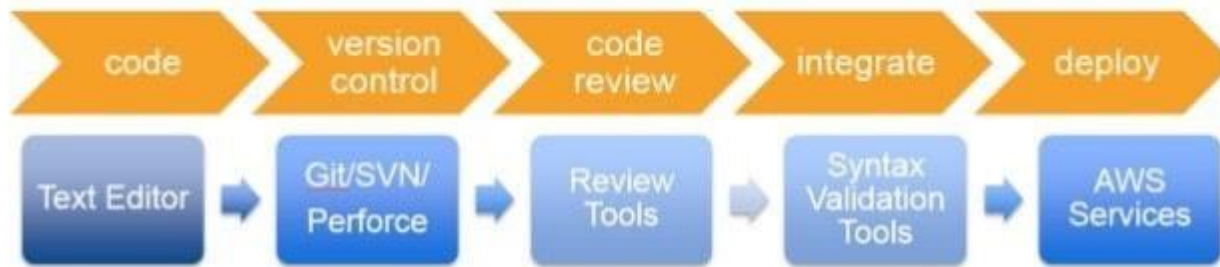 code
version
control
code
review
integrate
deploy
Text Editor
Git/SVN/
Perforce
Review
Tools
Syntax
Validation
Tools
AWS
Services